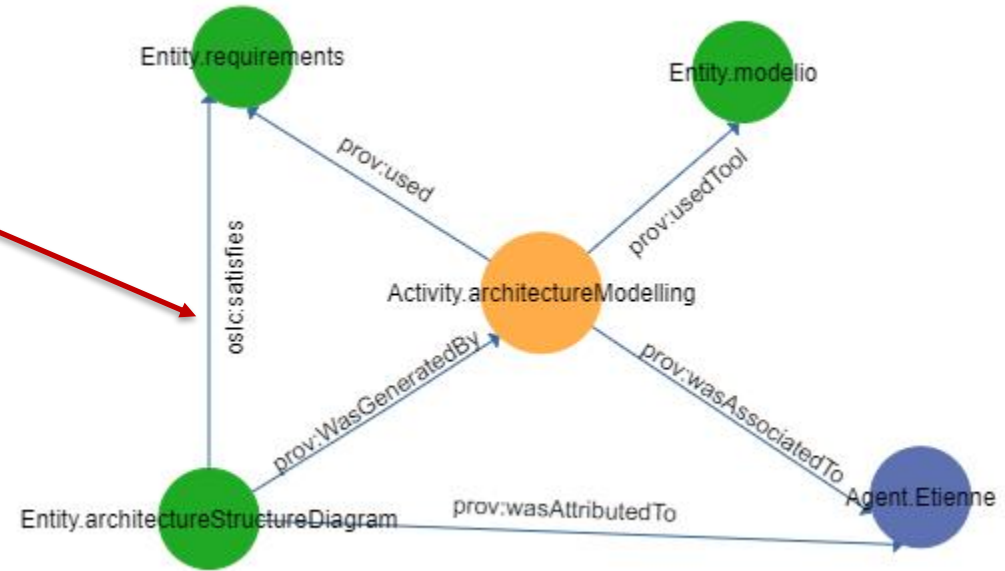 Entity.requirements
Entity.modelio
prov:used
prov:usedTool
oslc:satisfies
Activity.architectureModelling
prov:WasGeneratedBy
prov:wasAssociatedTo
Agent.Etienne
Entity.architectureStructureDiagram
prov:wasAttributedTo